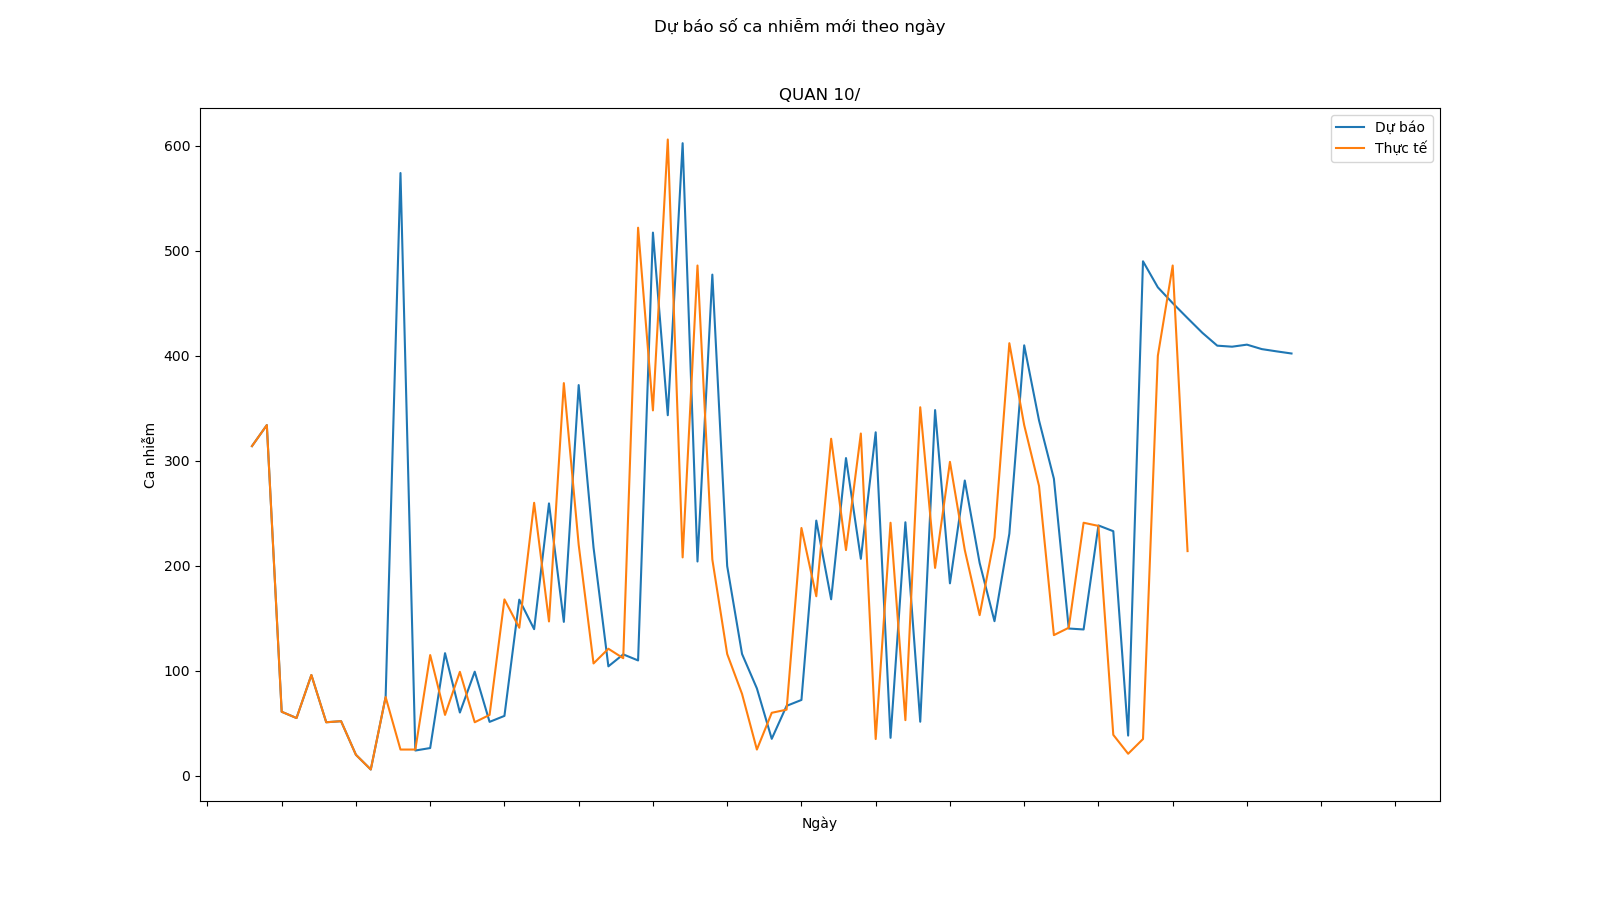 Dự báo số ca nhiễm mới theo ngày
QUAN 10/
Dự báo
Thực tế
600
500
400
300
200
100
0
Ca nhiễm
Ngày